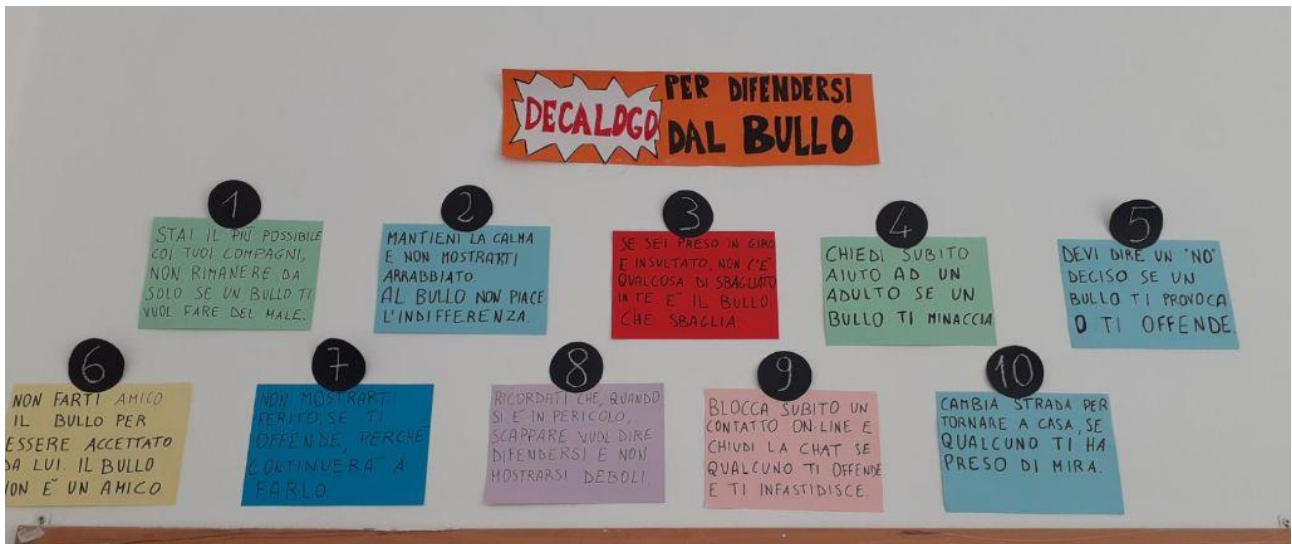 DECALOGO PER DIFENDERSI
DAL BULLO
1
STAI IL PIÙ POSSIBILE
COI TUOI COMPAGNI,
NON RIMANERE DA
SOLO SE UN BULLO TI
VUOL FARE DEL MALE.
2
MANTIENI LA CALMA
E NON MOSTRARTI
ARRABBIATO.
AL BULLO NON PIACE
L'INDIFFERENZA.
3
SE SEI PRESO IN GIRO
E INSULTATO, NON C'È
QUALCOSA DI SBAGLIATO
IN TE È IL BULLO
CHE SBAGLIA.
4
CHIEDI SUBITO
AIUTO AD UN
ADULTO SE UN
BULLO TI MINACCIA
5
DEVI DIRE UN "NO"
DECISO SE UN
BULLO TI PROVOCA
O TI OFFENDE.
6
NON FARTI AMICO
IL BULLO PER
ESSERE ACCETTATO
DA LUI. IL BULLO
NON È UN AMICO
7
NON MOSTRARTI
FERITO, SE TI
OFFENDE, PERCHÉ
CONTINUERÀ A
FARLO.
8
RICORDATI CHE, QUANDO
SI È IN PERICOLO,
SCAPPARE VUOL DIRE
DIFENDERSI E NON
MOSTRARSI DEBOLI.
9
BLOCCA SUBITO UN
CONTATTO ON-LINE E
CHIUDI LA CHAT SE
QUALCUNO TI OFFENDE
E TI INFASTIDISCE.
10
CAMBIA STRADA PER
TORNARE A CASA, SE
QUALCUNO TI HA
PRESO DI MIRA.